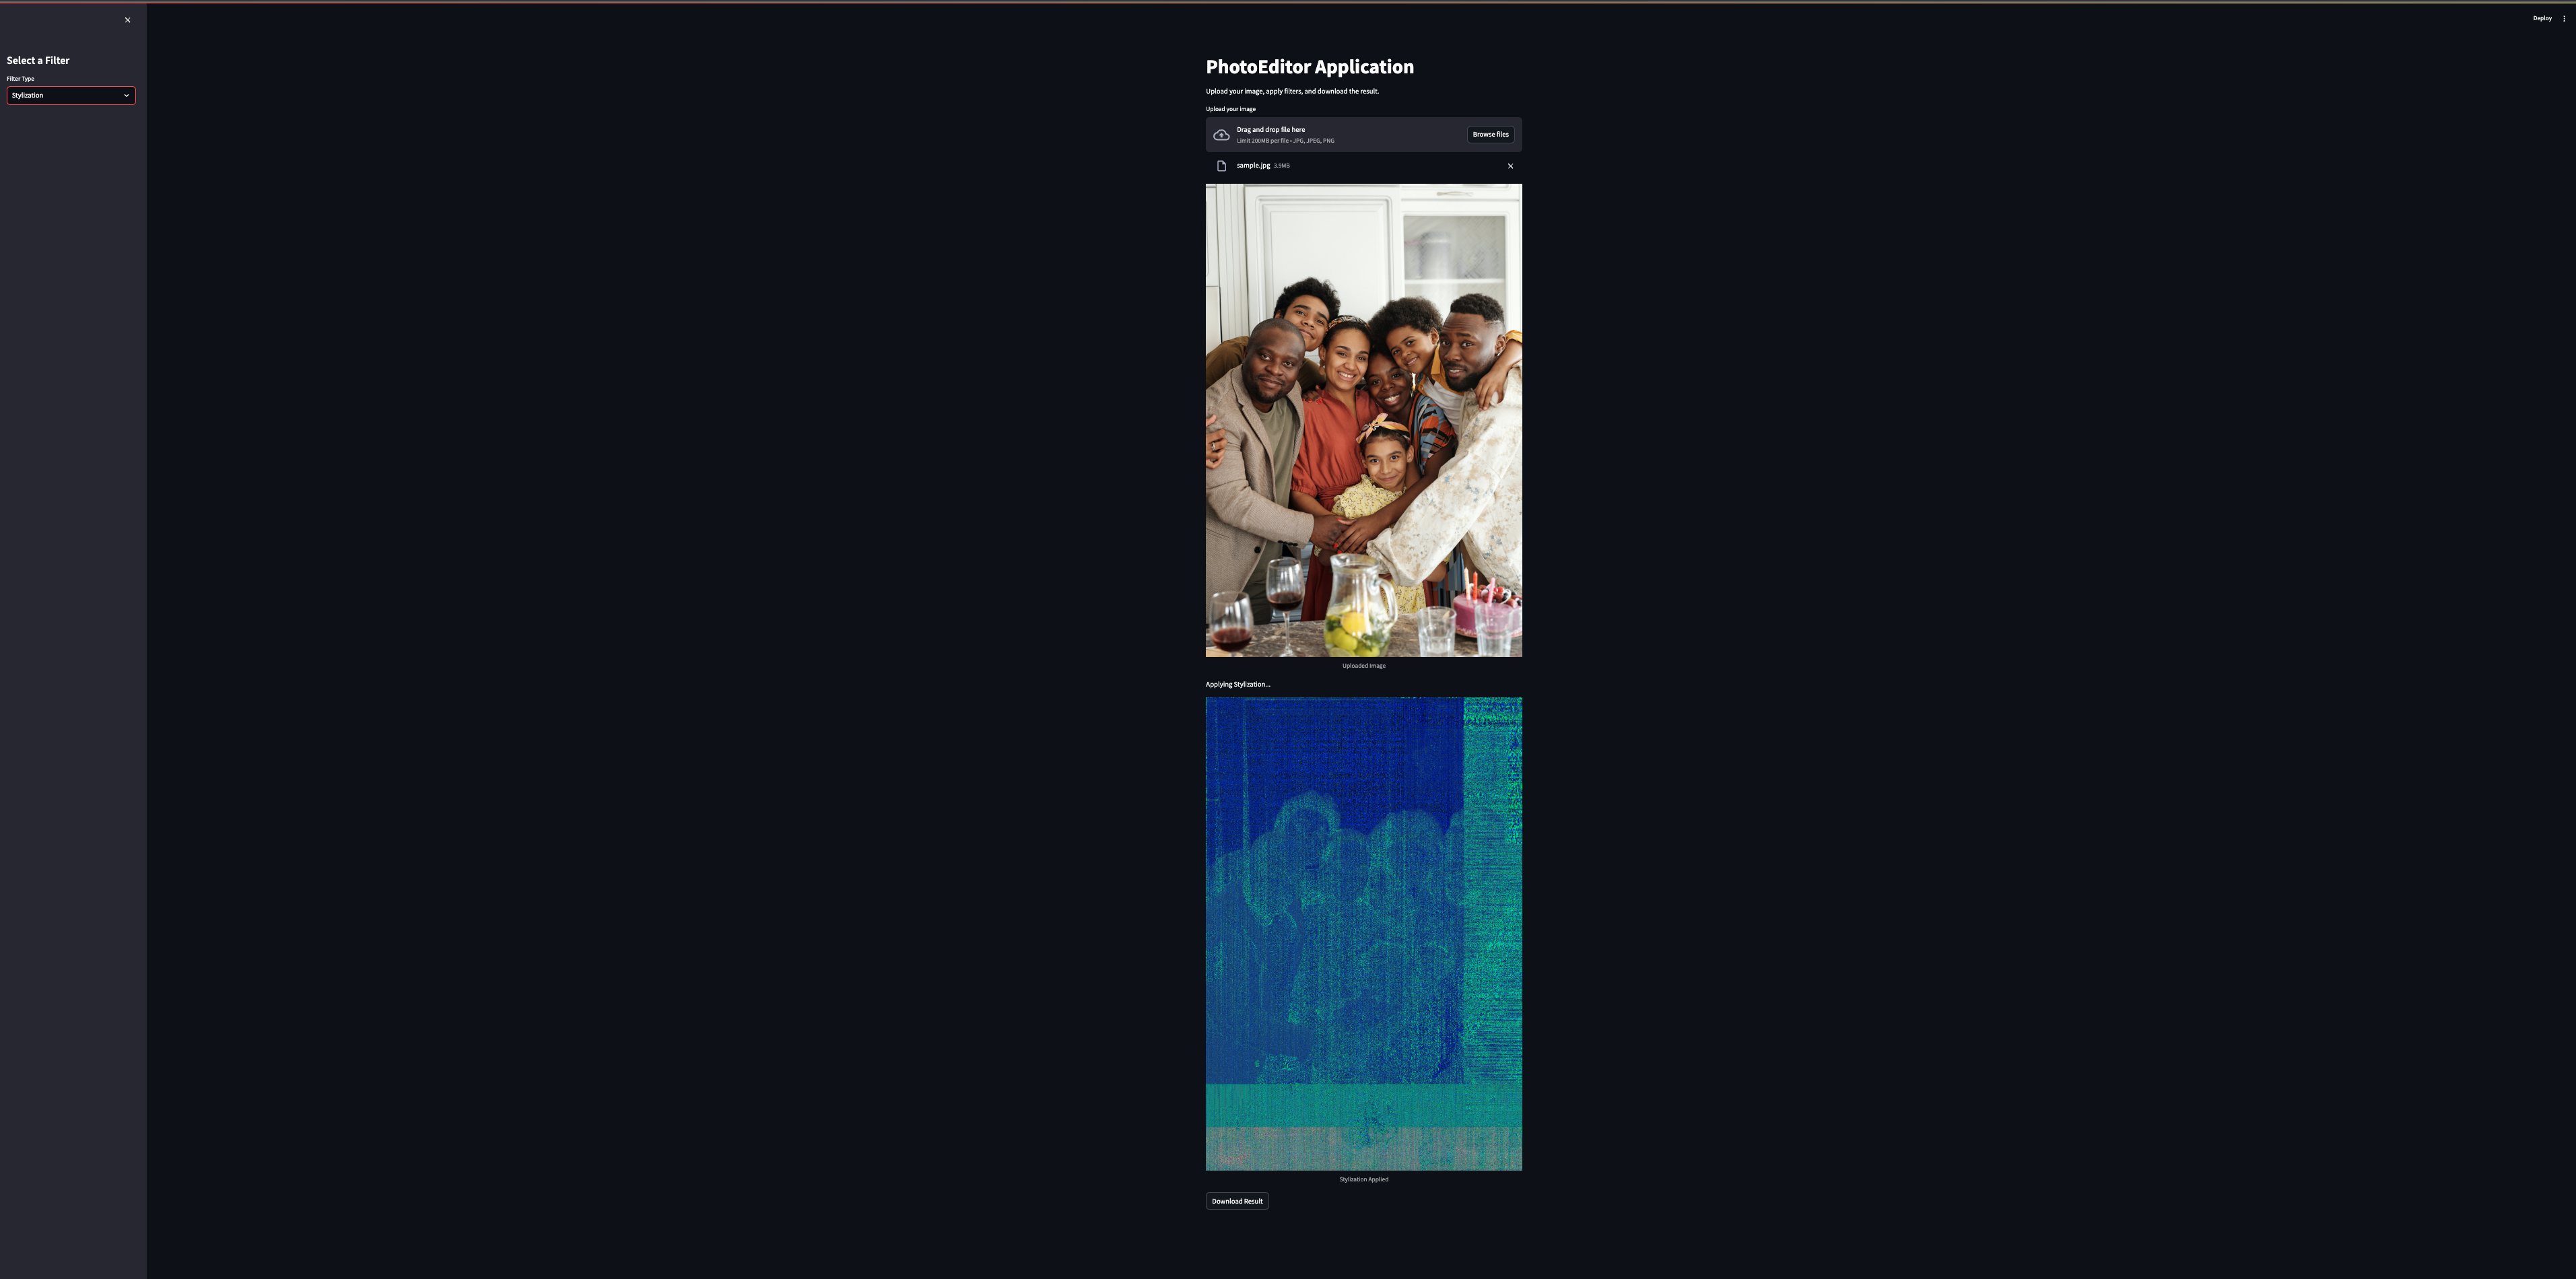 Deploy
Select a Filter
Filter Type
Stylization
PhotoEditor Application
Upload your image, apply filters, and download the result.
Upload your image
Drag and drop file here
Limit 200MB per file • JPG, JPEG, PNG
Browse files
sample.jpg 3.9MB
Uploaded Image
Applying Stylization...
Stylization Applied
Download Result